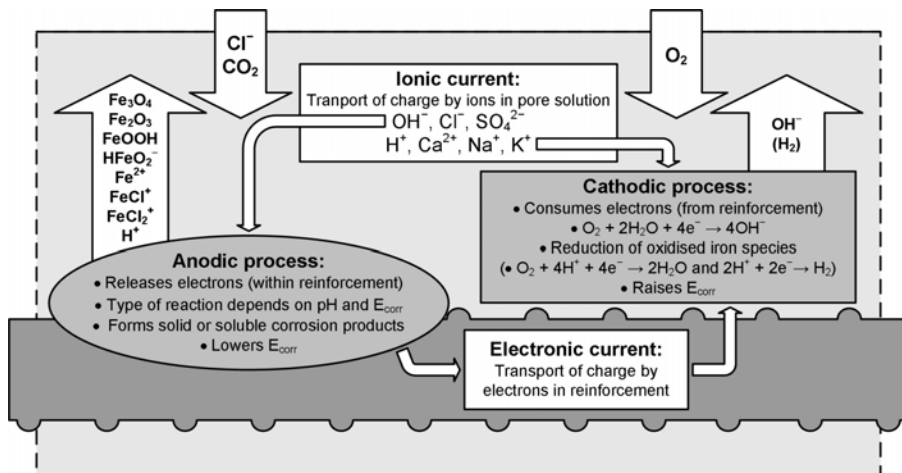 Cl⁻
CO₂
O₂
Ionic current:
Tranport of charge by ions in pore solution
OH⁻, Cl⁻, SO₄²⁻
H⁺, Ca²⁺, Na⁺, K⁺
Fe₃O₄
Fe₂O₃
FeOOH
HFeO₂⁻
Fe²⁺
FeCl⁺
FeCl₂⁺
H⁺
OH⁻
(H₂)
Cathodic process:
• Consumes electrons (from reinforcement)
• O₂ + 2H₂O + 4e⁻ → 4OH⁻
• Reduction of oxidised iron species
(• O₂ + 4H⁺ + 4e⁻ → 2H₂O and 2H⁺ + 2e⁻→ H₂)
• Raises E_corr
Anodic process:
• Releases electrons (within reinforcement)
• Type of reaction depends on pH and E_corr
• Forms solid or soluble corrosion products
• Lowers E_corr
Electronic current:
Transport of charge by
electrons in reinforcement